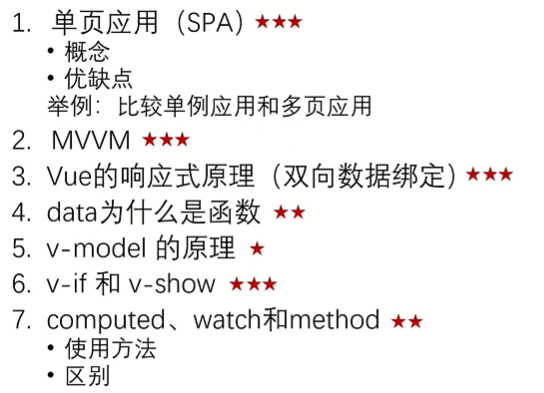 1. 单页应用（SPA）★★★
• 概念
• 优缺点
举例：比较单例应用和多页应用
2. MVVM ★★★
3. Vue的响应式原理（双向数据绑定）★★★
4. data为什么是函数 ★★
5. v-model 的原理 ★
6. v-if 和 v-show ★★★
7. computed、watch和method ★★
• 使用方法
• 区别